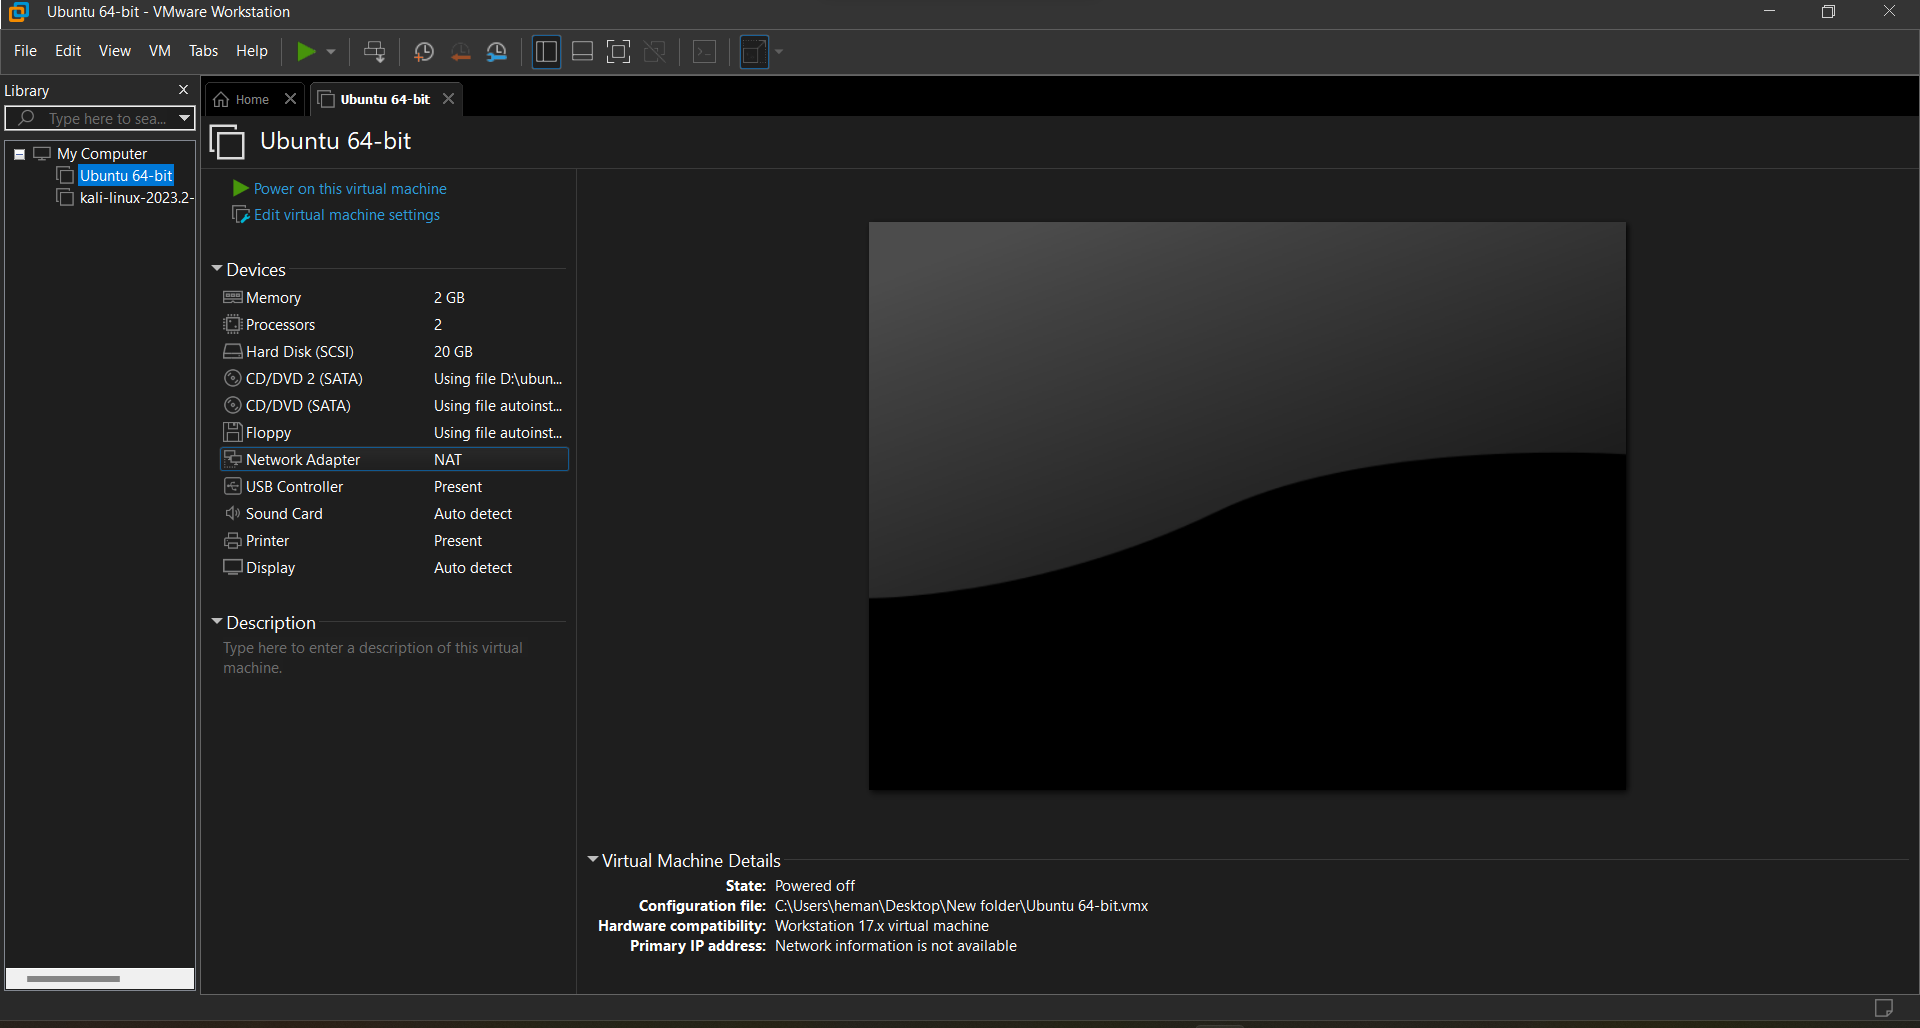 Ubuntu 64-bit - VMware Workstation
File Edit View VM Tabs Help
Library
Type here to sea...
My Computer
Ubuntu 64-bit
kali-linux-2023.2-
Home
Ubuntu 64-bit
Ubuntu 64-bit
Power on this virtual machine
Edit virtual machine settings
Devices
Memory 2 GB
Processors 2
Hard Disk (SCSI) 20 GB
CD/DVD 2 (SATA) Using file D:\ubun...
CD/DVD (SATA) Using file autoinst...
Floppy Using file autoinst...
Network Adapter NAT
USB Controller Present
Sound Card Auto detect
Printer Present
Display Auto detect
Description
Type here to enter a description of this virtual
machine.
Virtual Machine Details
State: Powered off
Configuration file: C:\Users\heman\Desktop\New folder\Ubuntu 64-bit.vmx
Hardware compatibility: Workstation 17.x virtual machine
Primary IP address: Network information is not available